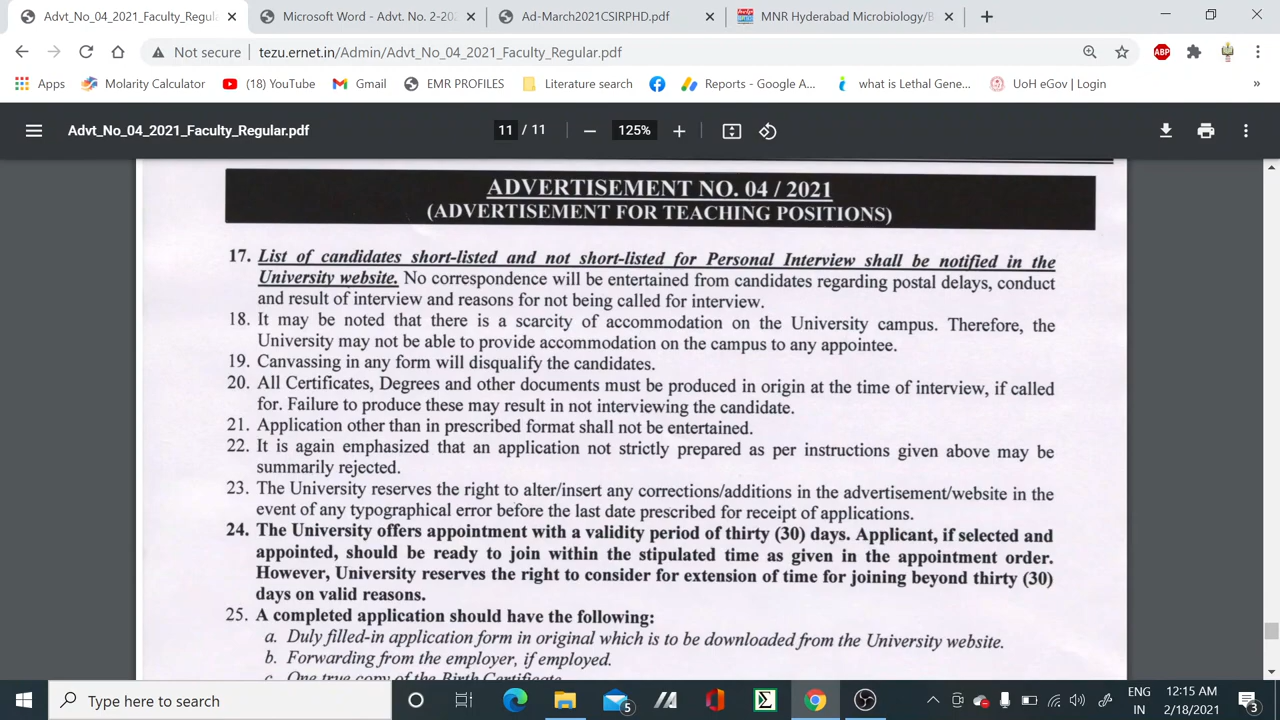 Advt_No_04_2021_Faculty_Regula
Microsoft Word - Advt. No. 2-202
Ad-March2021CSIRPHD.pdf
MNR Hyderabad Microbiology/B
Not secure
tezu.ernet.in/Admin/Advt_No_04_2021_Faculty_Regular.pdf
ABP
Apps
Molarity Calculator
(18) YouTube
Gmail
EMR PROFILES
Literature search
Reports - Google A...
what is Lethal Gene...
UoH eGov | Login
»
Advt_No_04_2021_Faculty_Regular.pdf
11 / 11
125%
ADVERTISEMENT NO. 04 / 2021
(ADVERTISEMENT FOR TEACHING POSITIONS)
17. List of candidates short-listed and not short-listed for Personal Interview shall be notified in the
University website. No correspondence will be entertained from candidates regarding postal delays, conduct
and result of interview and reasons for not being called for interview.
18. It may be noted that there is a scarcity of accommodation on the University campus. Therefore, the
University may not be able to provide accommodation on the campus to any appointee.
19. Canvassing in any form will disqualify the candidates.
20. All Certificates, Degrees and other documents must be produced in origin at the time of interview, if called
for. Failure to produce these may result in not interviewing the candidate.
21. Application other than in prescribed format shall not be entertained.
22. It is again emphasized that an application not strictly prepared as per instructions given above may be
summarily rejected.
23. The University reserves the right to alter/insert any corrections/additions in the advertisement/website in the
event of any typographical error before the last date prescribed for receipt of applications.
24. The University offers appointment with a validity period of thirty (30) days. Applicant, if selected and
appointed, should be ready to join within the stipulated time as given in the appointment order.
However, University reserves the right to consider for extension of time for joining beyond thirty (30)
days on valid reasons.
25. A completed application should have the following:
a. Duly filled-in application form in original which is to be downloaded from the University website.
b. Forwarding from the employer, if employed.
c. One true copy of the Birth Certificate
Type here to search
5
ENG
IN
12:15 AM
2/18/2021
3